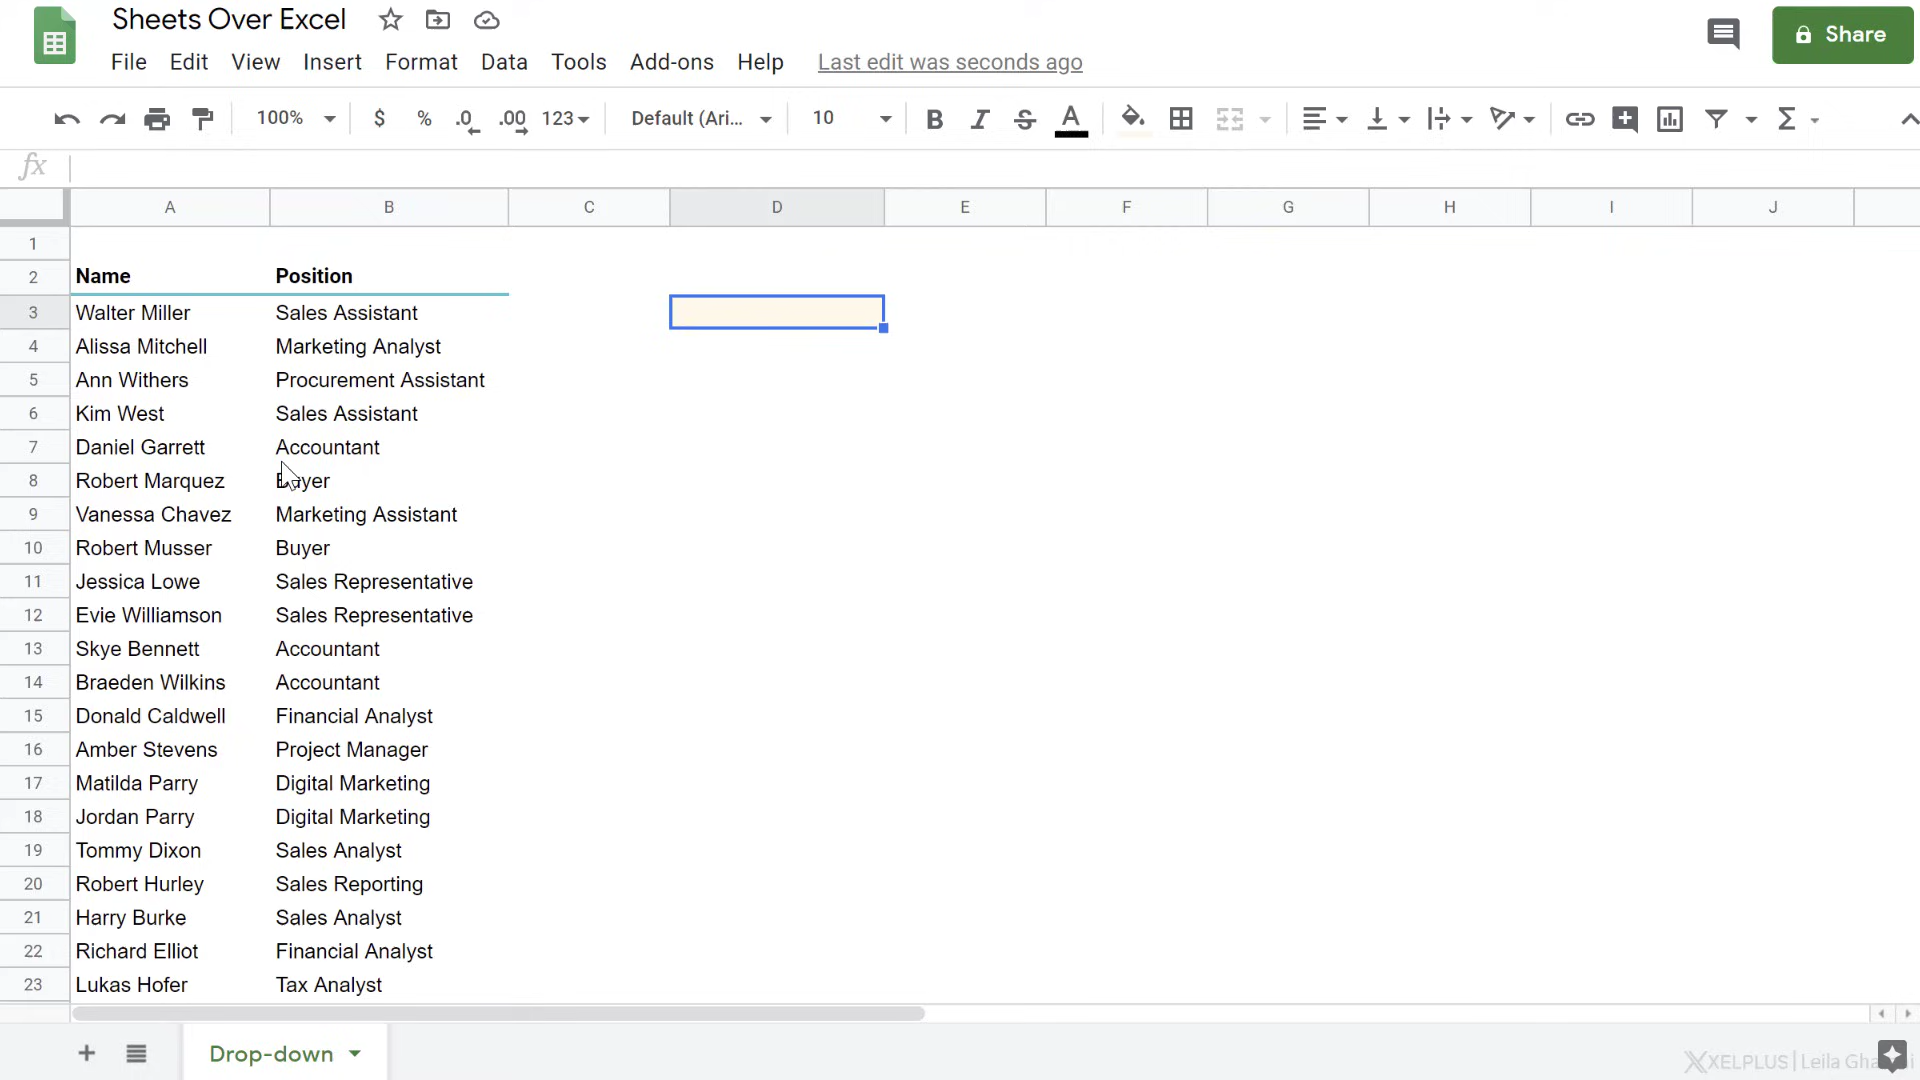 Sheets Over Excel
Share
File Edit View Insert Format Data Tools Add-ons Help Last edit was seconds ago
100% $ % .0 .00 123 Default (Ari... 10 B I S A Σ
fx
A B C D E F G H I J
1
2 Name Position
3 Walter Miller Sales Assistant
4 Alissa Mitchell Marketing Analyst
5 Ann Withers Procurement Assistant
6 Kim West Sales Assistant
7 Daniel Garrett Accountant
8 Robert Marquez Buyer
9 Vanessa Chavez Marketing Assistant
10 Robert Musser Buyer
11 Jessica Lowe Sales Representative
12 Evie Williamson Sales Representative
13 Skye Bennett Accountant
14 Braeden Wilkins Accountant
15 Donald Caldwell Financial Analyst
16 Amber Stevens Project Manager
17 Matilda Parry Digital Marketing
18 Jordan Parry Digital Marketing
19 Tommy Dixon Sales Analyst
20 Robert Hurley Sales Reporting
21 Harry Burke Sales Analyst
22 Richard Elliot Financial Analyst
23 Lukas Hofer Tax Analyst
Drop-down
XELPLUS | Leila